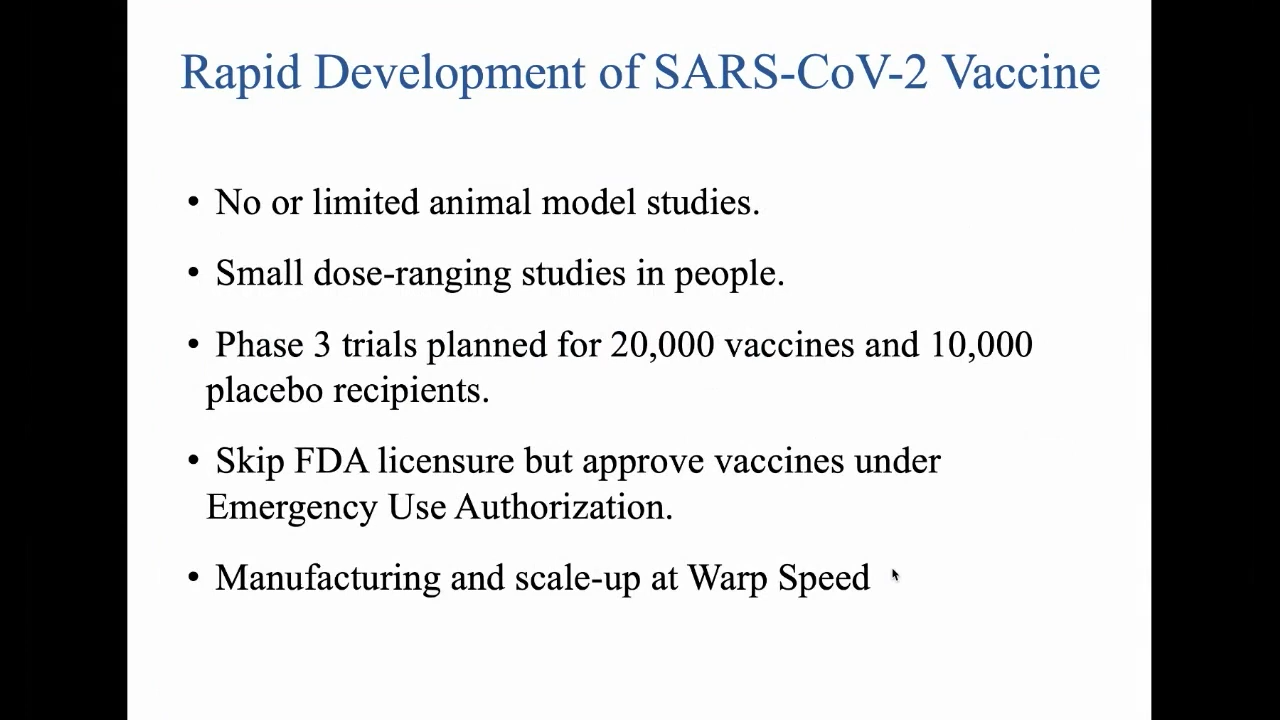 Rapid Development of SARS-CoV-2 Vaccine
• No or limited animal model studies.
• Small dose-ranging studies in people.
• Phase 3 trials planned for 20,000 vaccines and 10,000
placebo recipients.
• Skip FDA licensure but approve vaccines under
Emergency Use Authorization.
• Manufacturing and scale-up at Warp Speed